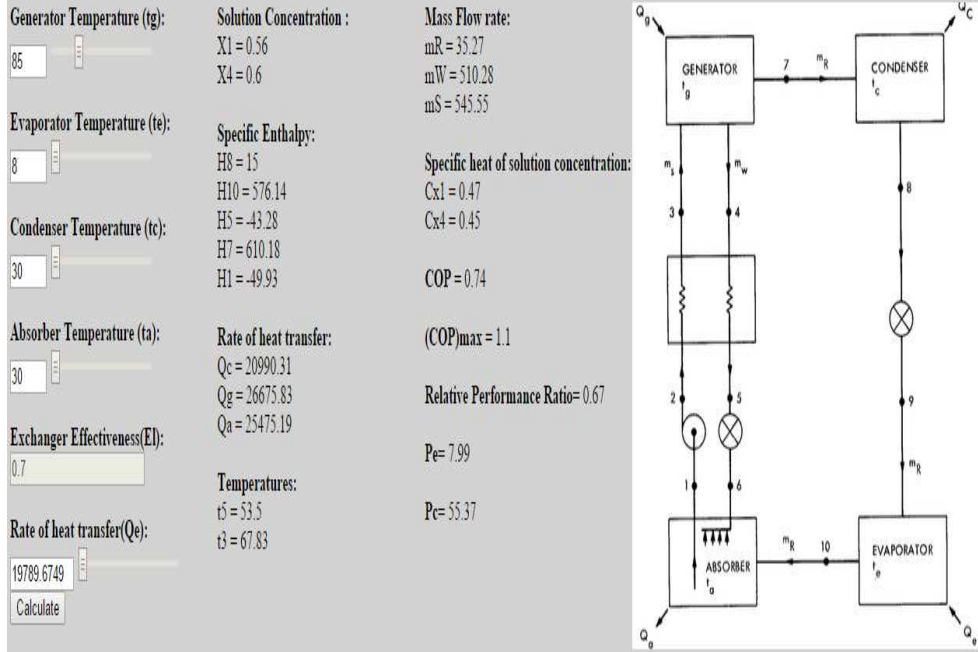 Generator Temperature (tg):
85
Evaporator Temperature (te):
8
Condenser Temperature (tc):
30
Absorber Temperature (ta):
30
Exchanger Effectiveness(El):
0.7
Rate of heat transfer(Qe):
19789.6749
Calculate
Solution Concentration :
X1 = 0.56
X4 = 0.6
Specific Enthalpy:
H8 = 15
H10 = 576.14
H5 = -43.28
H7 = 610.18
H1 = -49.93
Rate of heat transfer:
Qc = 20990.31
Qg = 26675.83
Qa = 25475.19
Temperatures:
t5 = 53.5
t3 = 67.83
Mass Flow rate:
mR = 35.27
mW = 510.28
mS = 545.55
Specific heat of solution concentration:
Cx1 = 0.47
Cx4 = 0.45
COP = 0.74
(COP)max = 1.1
Relative Performance Ratio= 0.67
Pe= 7.99
Pc= 55.37
Qg
QC
GENERATOR
tg
7
mR
CONDENSER
tc
ms
mw
3
4
8
2
5
9
mR
1
6
ABSORBER
ta
mR
10
EVAPORATOR
te
Qa
Qe